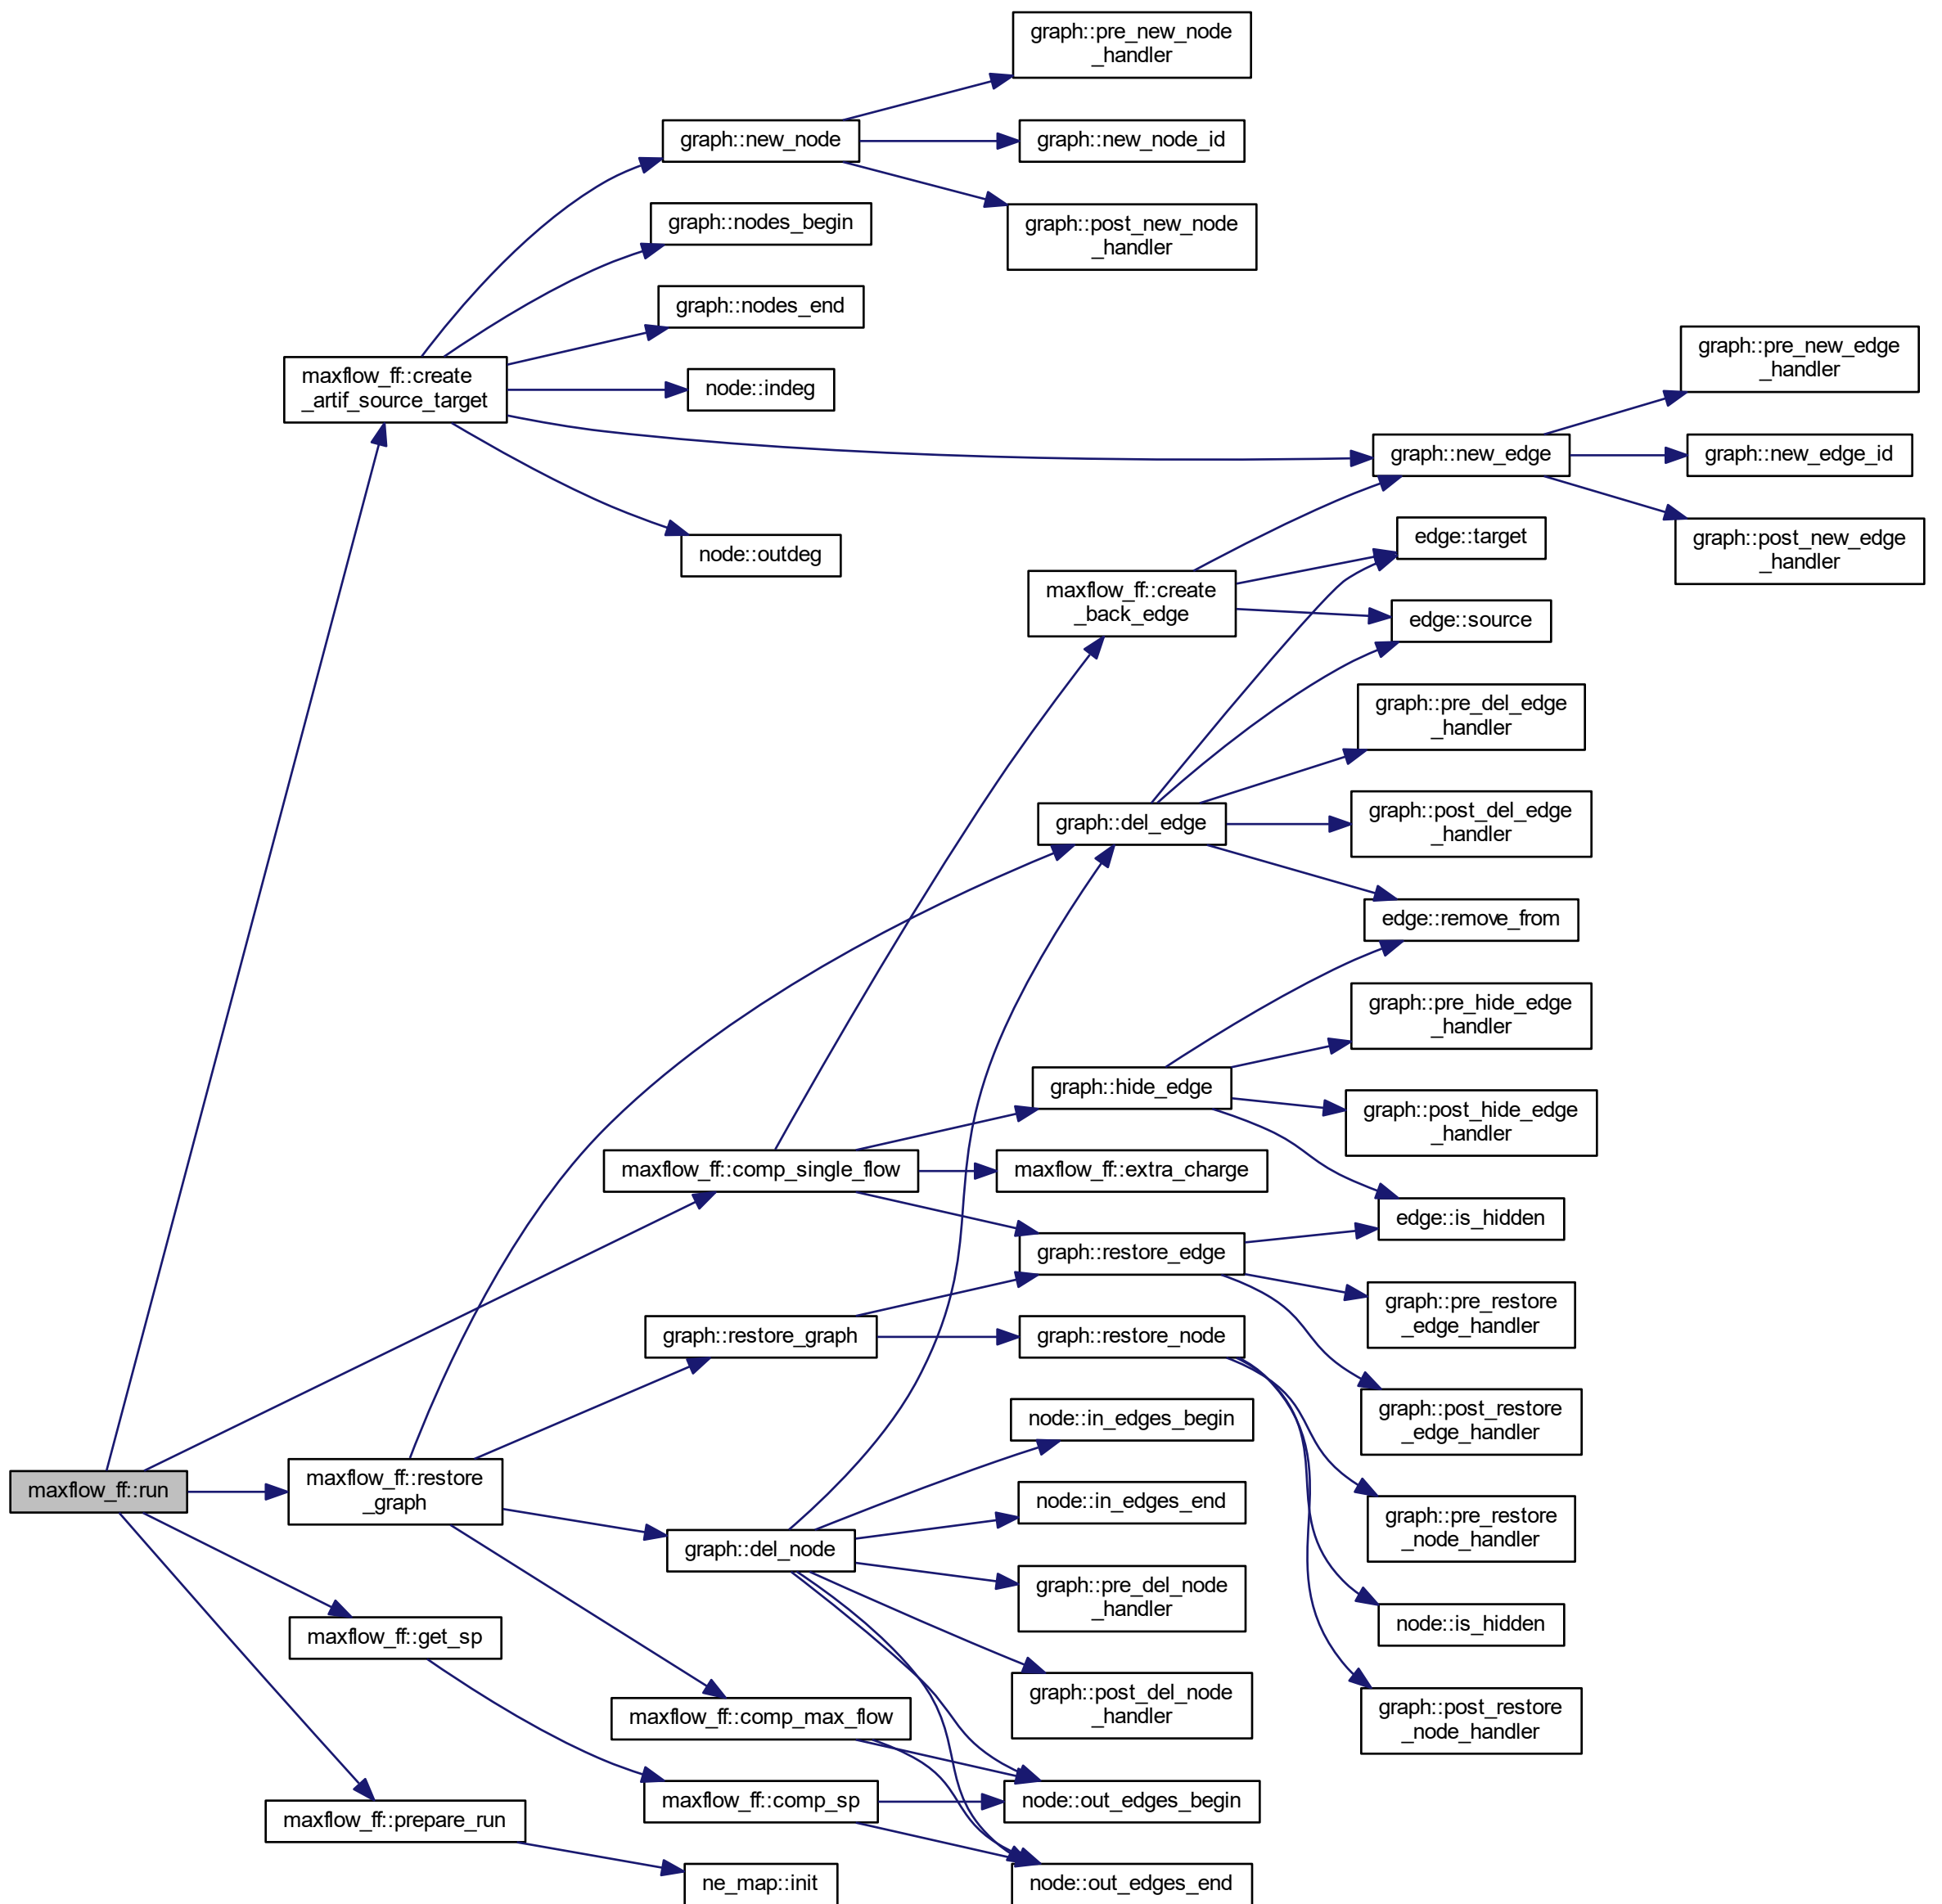 graph::pre_new_node
_handler
graph::new_node
graph::new_node_id
graph::nodes_begin
graph::post_new_node
_handler
graph::nodes_end
maxflow_ff::create
_artif_source_target
node::indeg
graph::pre_new_edge
_handler
graph::new_edge
graph::new_edge_id
node::outdeg
edge::target
graph::post_new_edge
_handler
maxflow_ff::create
_back_edge
edge::source
graph::pre_del_edge
_handler
graph::del_edge
graph::post_del_edge
_handler
edge::remove_from
graph::pre_hide_edge
_handler
graph::hide_edge
graph::post_hide_edge
_handler
maxflow_ff::comp_single_flow
maxflow_ff::extra_charge
edge::is_hidden
graph::restore_edge
graph::pre_restore
_edge_handler
graph::restore_graph
graph::restore_node
node::in_edges_begin
graph::post_restore
_edge_handler
maxflow_ff::run
maxflow_ff::restore
_graph
node::in_edges_end
graph::pre_restore
_node_handler
graph::del_node
graph::pre_del_node
_handler
maxflow_ff::get_sp
node::is_hidden
graph::post_del_node
_handler
maxflow_ff::comp_max_flow
graph::post_restore
_node_handler
maxflow_ff::comp_sp
node::out_edges_begin
maxflow_ff::prepare_run
ne_map::init
node::out_edges_end